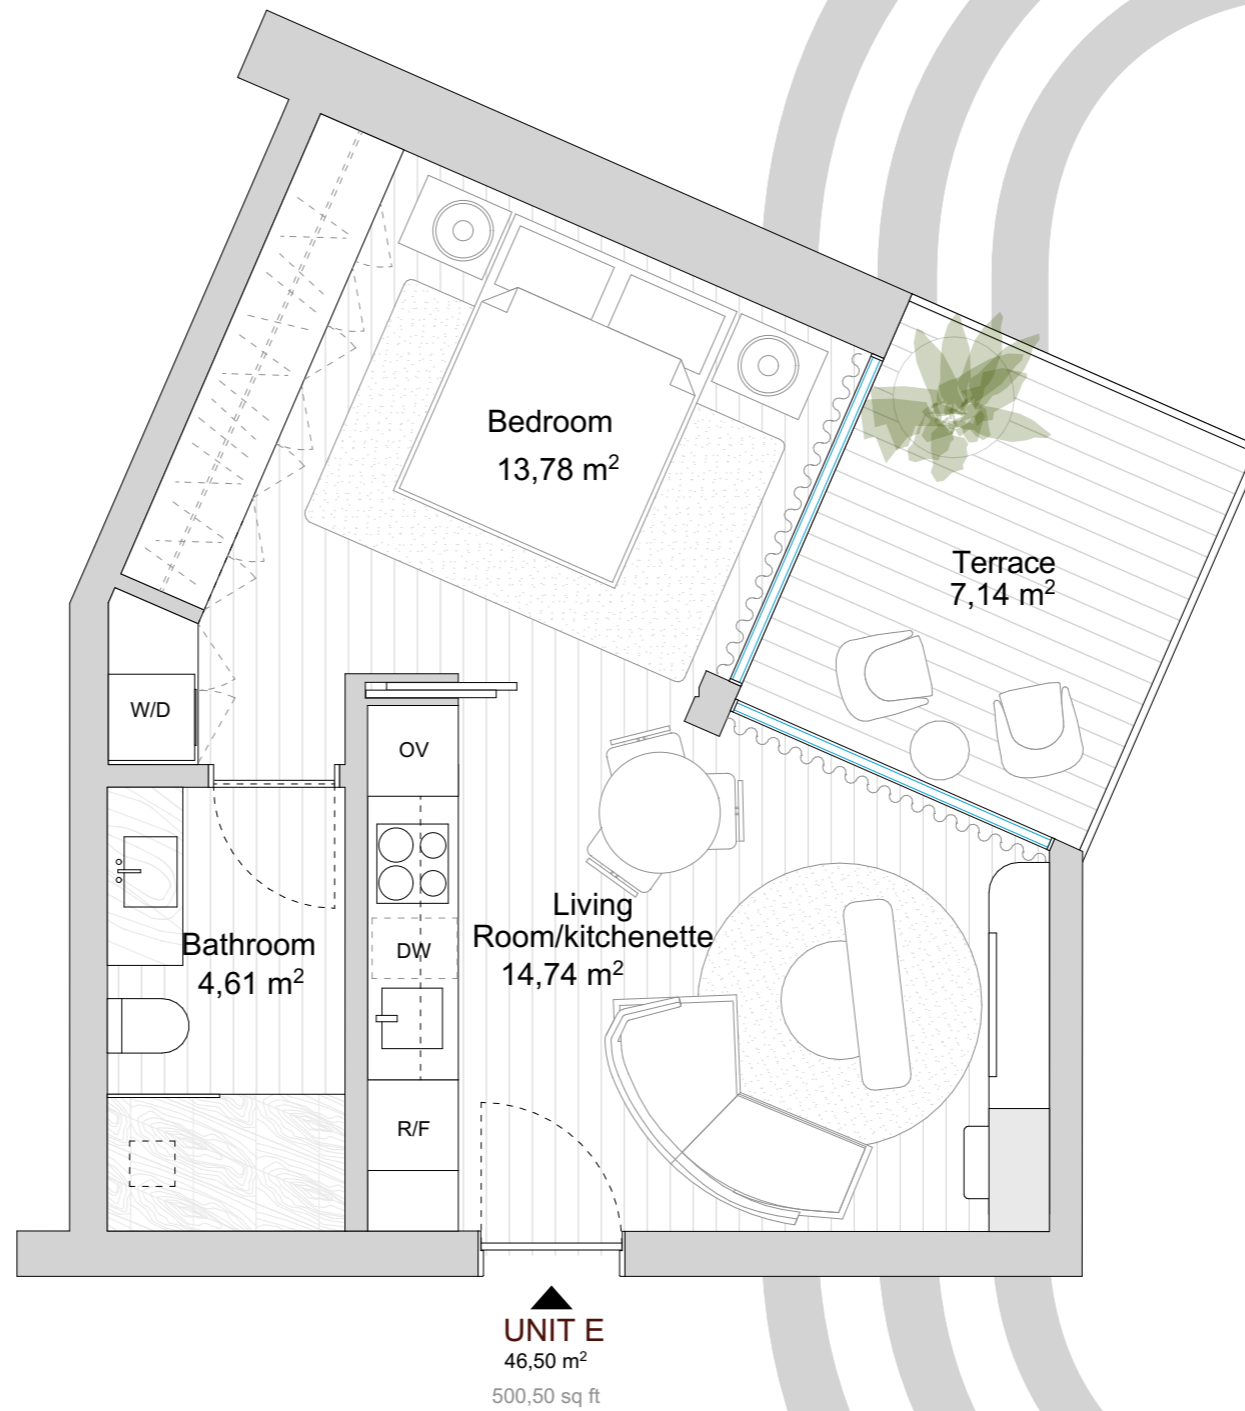 Bedroom
13,78 m²
Terrace
7,14 m²
W/D
OV
Living
Room/kitchenette
14,74 m²
DW
Bathroom
4,61 m²
R/F
UNIT E
46,50 m²
500,50 sq ft